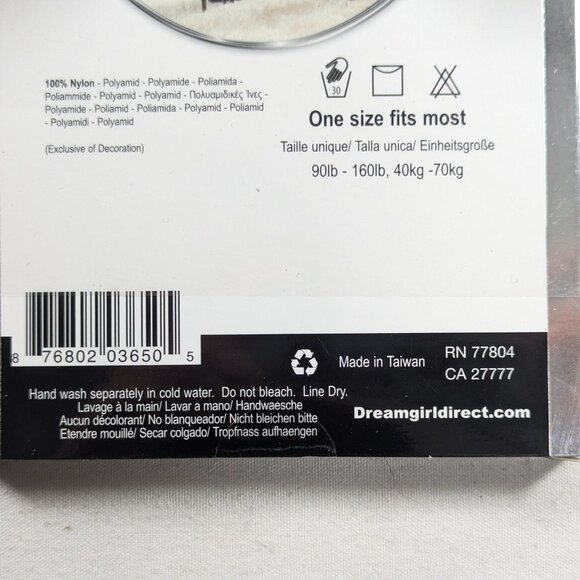 100% Nylon - Polyamid - Polyamide - Poliamida -
Poliammide - Polyamid - Polyamid - Πολυαμιδικές Ίνες -
Polyamide - Poliamid - Poliamida - Polyamid - Poliamid
- Polyamidi - Polyamid
(Exclusive of Decoration)
30
One size fits most
Taille unique/ Talla unica/ Einheitsgroße
90lb - 160lb, 40kg -70kg
8 76802 03650 5
Made in Taiwan
RN 77804
CA 27777
Hand wash separately in cold water. Do not bleach. Line Dry.
Lavage à la main/ Lavar a mano/ Handwaesche
Aucun décolorant/ No blanqueador/ Nicht bleichen bitte
Etendre mouillé/ Secar colgado/ Tropfnass aufhaengen
Dreamgirldirect.com